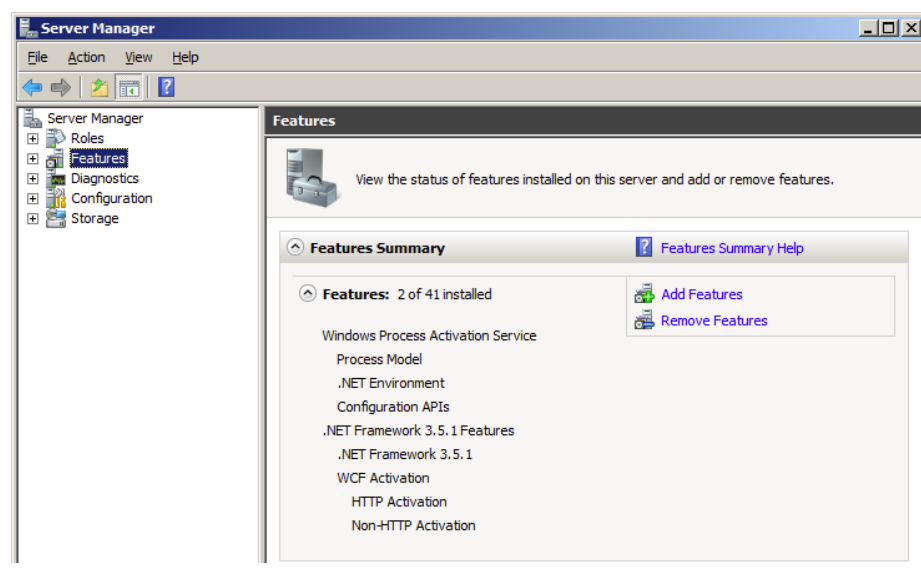 Server Manager
File Action View Help
Server Manager
Roles
Features
Diagnostics
Configuration
Storage
Features
View the status of features installed on this server and add or remove features.
Features Summary
Features Summary Help
Features: 2 of 41 installed
Add Features
Remove Features
Windows Process Activation Service
Process Model
.NET Environment
Configuration APIs
.NET Framework 3.5.1 Features
.NET Framework 3.5.1
WCF Activation
HTTP Activation
Non-HTTP Activation